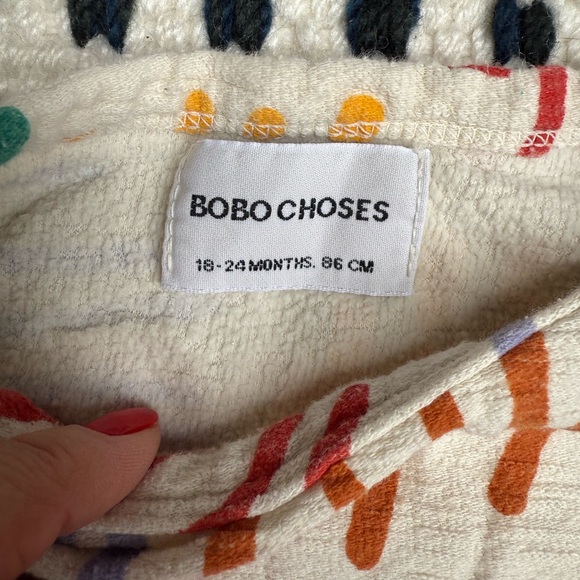 BOBO CHOSES
18-24 MONTHS. 86 CM